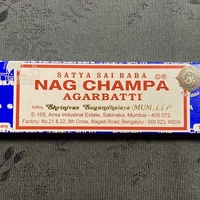 SATYA SAI BABA
NAG CHAMPA ©®
AGARBATTI
Mfrs. Shrinivas Sugandhalaya (MUM) LLP
E-105, Ansa Industrial Estate, Sakinaka, Mumbai - 400 072
Factory: No.21 & 22, 8th Cross, Magadi Road, Bengaluru - 560 023, INDIA